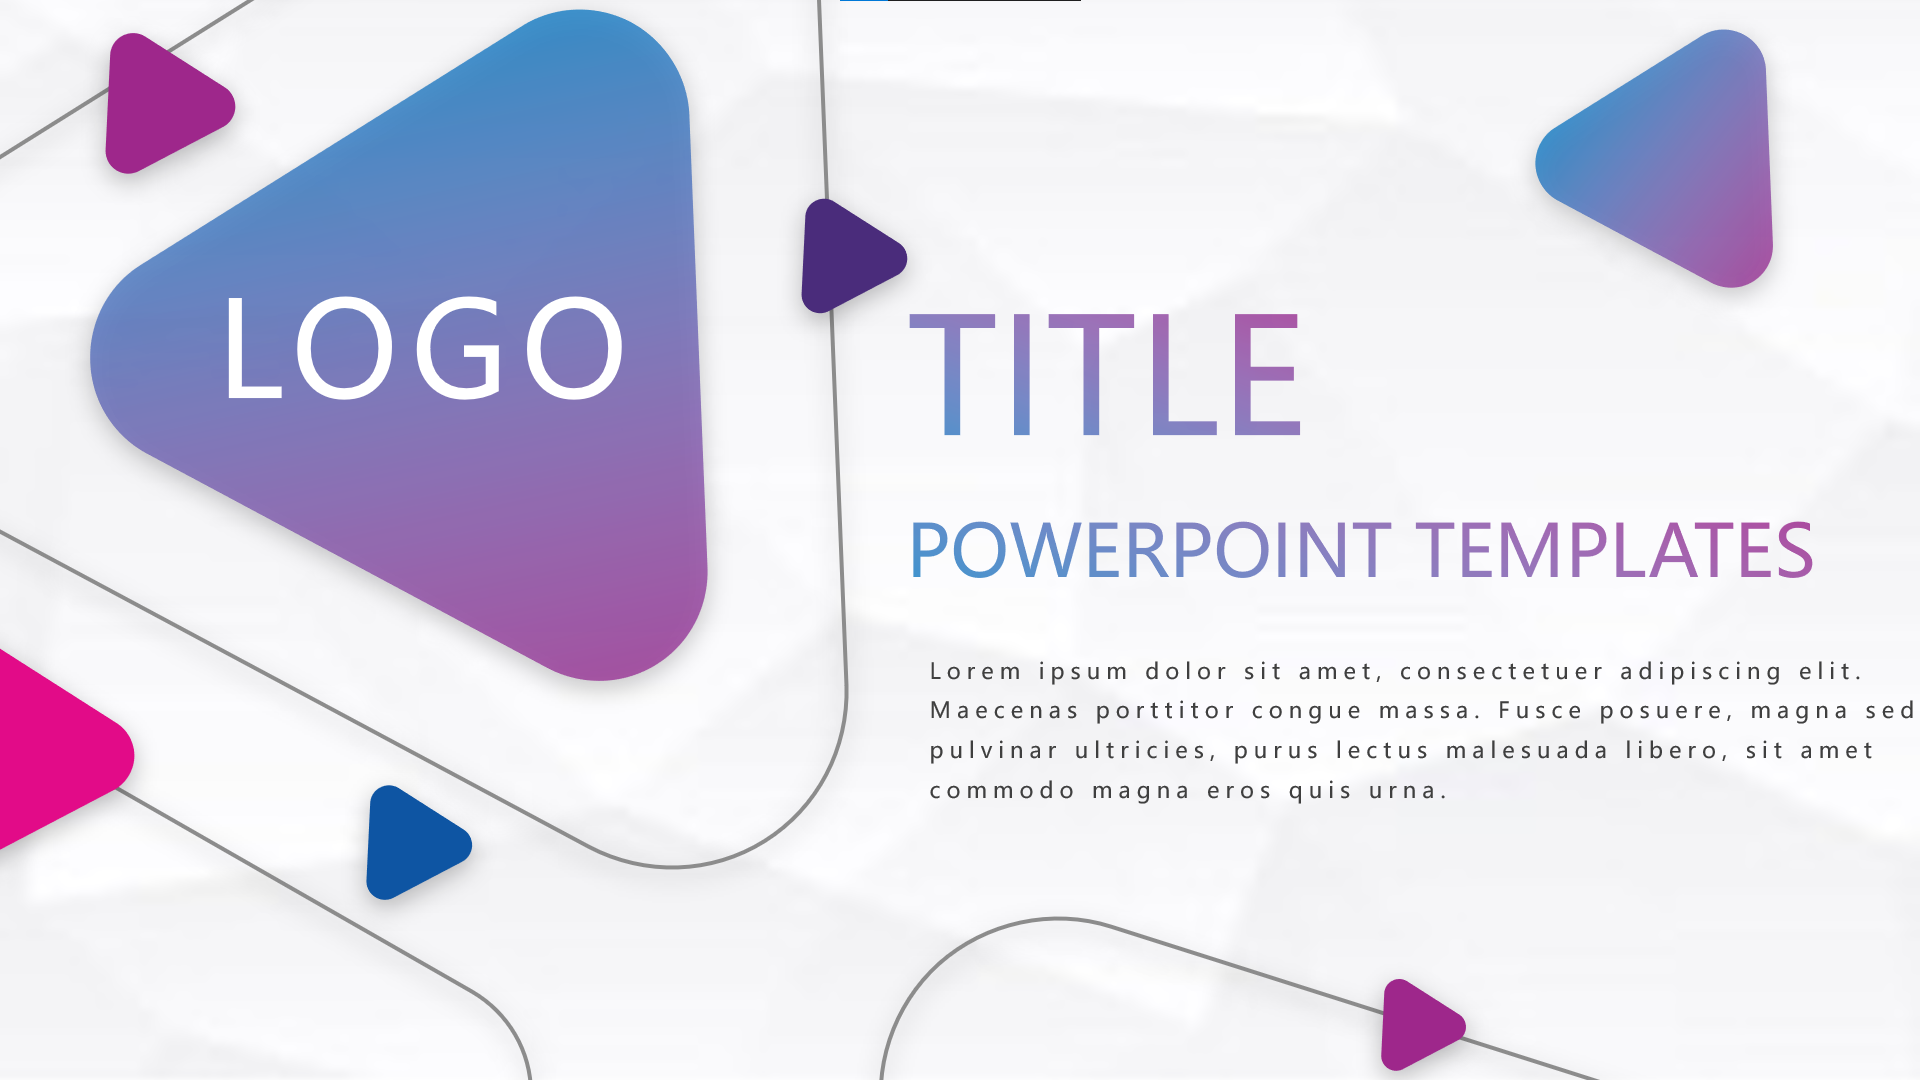 LOGO
TITLE
POWERPOINT TEMPLATES
Lorem ipsum dolor sit amet, consectetuer adipiscing elit.
Maecenas porttitor congue massa. Fusce posuere, magna sed
pulvinar ultricies, purus lectus malesuada libero, sit amet
commodo magna eros quis urna.